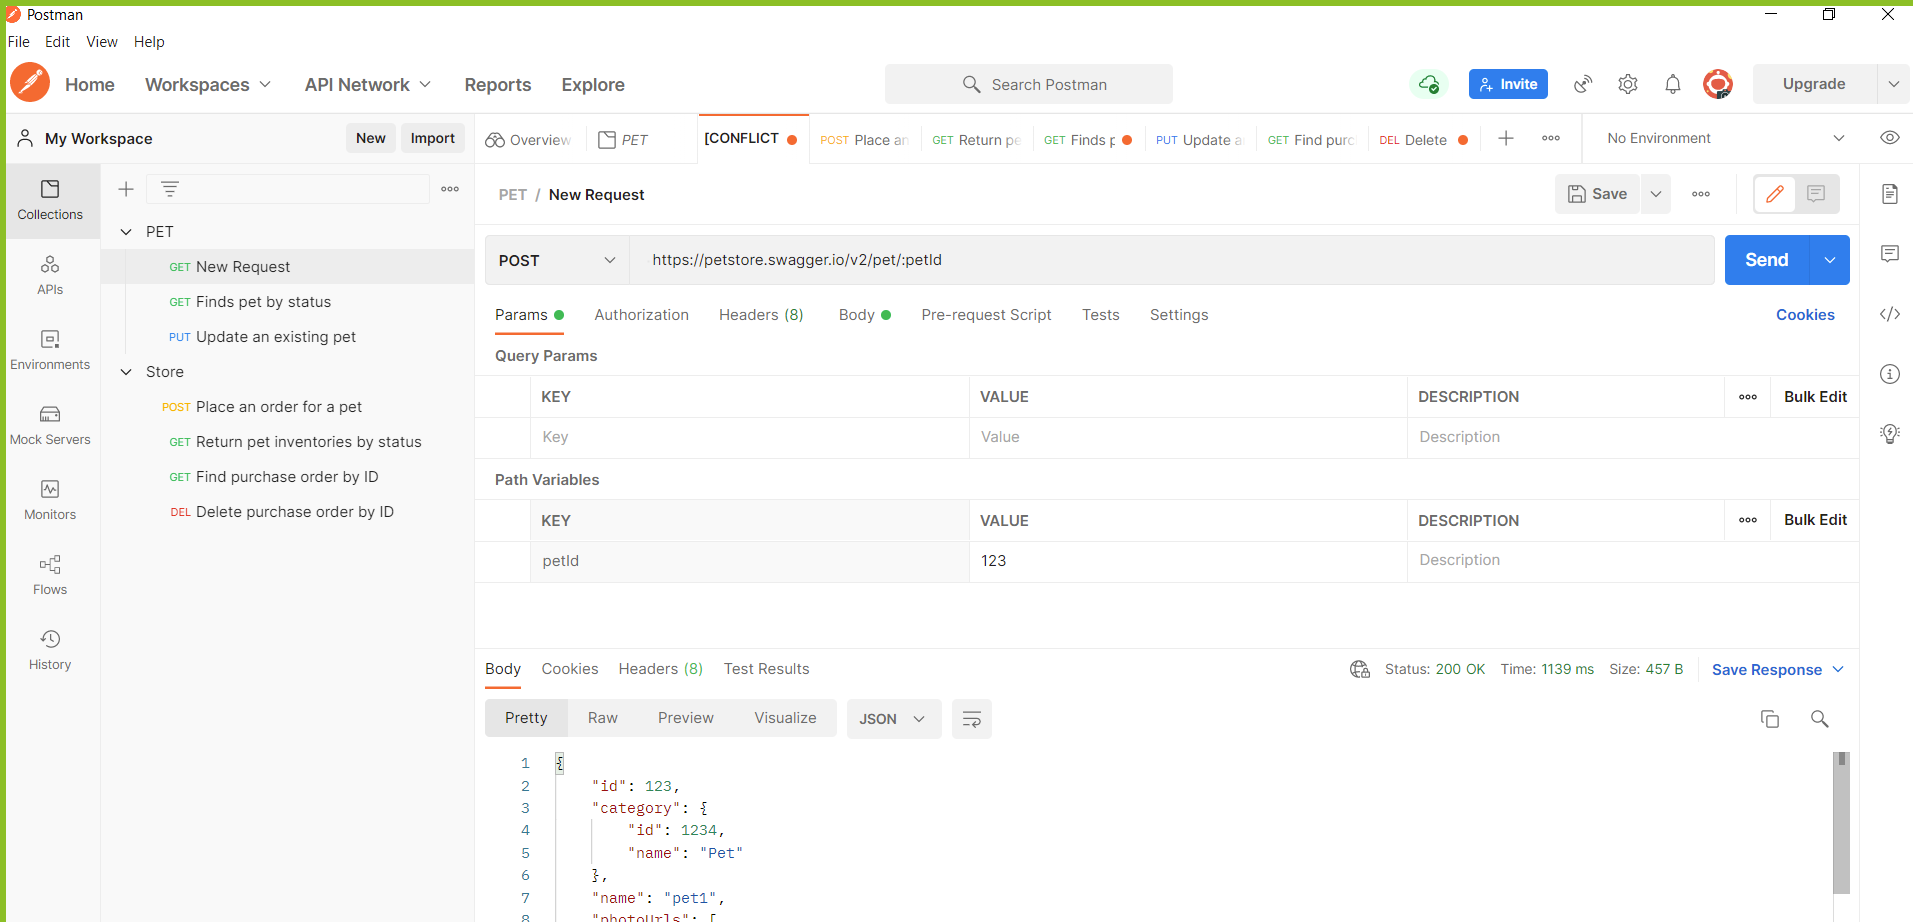 Postman
File Edit View Help
Home Workspaces API Network Reports Explore Search Postman Invite Upgrade
My Workspace New Import Overview PET [CONFLICT POST Place an GET Return pe GET Finds p PUT Update a GET Find purc DEL Delete No Environment
Collections
APIs
Environments
Mock Servers
Monitors
Flows
History
PET
GET New Request
GET Finds pet by status
PUT Update an existing pet
Store
POST Place an order for a pet
GET Return pet inventories by status
GET Find purchase order by ID
DEL Delete purchase order by ID
PET / New Request Save
POST https://petstore.swagger.io/v2/pet/:petId Send
Params Authorization Headers (8) Body Pre-request Script Tests Settings Cookies
Query Params
KEY VALUE DESCRIPTION Bulk Edit
Key Value Description
Path Variables
KEY VALUE DESCRIPTION Bulk Edit
petId 123 Description
Body Cookies Headers (8) Test Results Status: 200 OK Time: 1139 ms Size: 457 B Save Response
Pretty Raw Preview Visualize JSON
1 {
2 "id": 123,
3 "category": {
4 "id": 1234,
5 "name": "Pet"
6 },
7 "name": "pet1",
8 "photoUrls": [